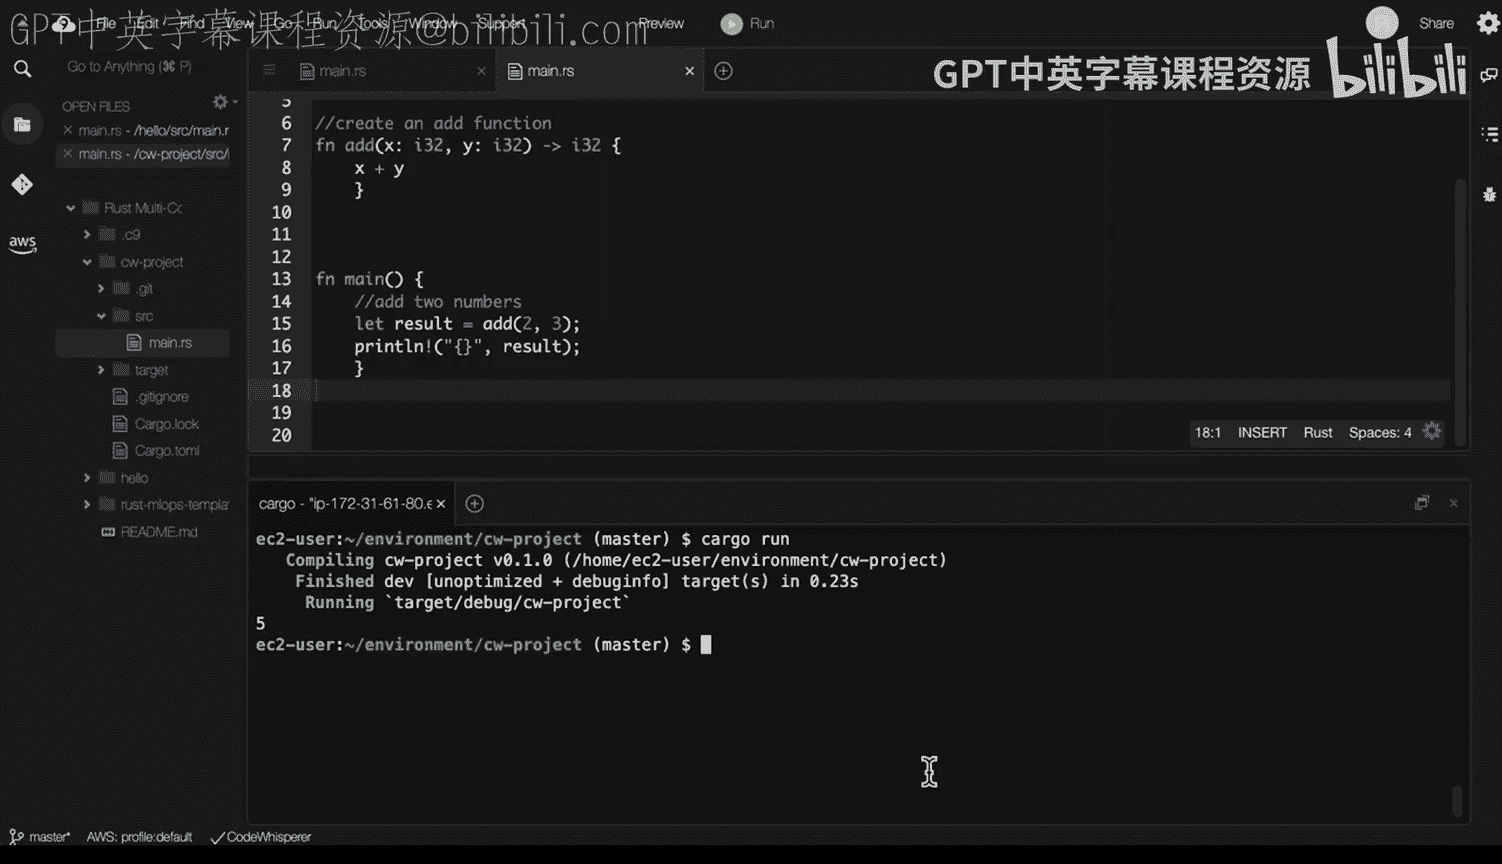 GPT中英字幕课程资源@bilibili.com
File Edit Find View Go Run Tools Window Support Preview Run Share
Go to Anything (⌘ P)
main.rs
main.rs
GPT中英字幕课程资源 bilibili
OPEN FILES
main.rs - /hello/src/main.r
main.rs - /cw-project/src/
Rust Multi-Cc
.c9
cw-project
.git
src
main.rs
target
.gitignore
Cargo.lock
Cargo.toml
hello
rust-mlops-templa
README.md
aws
5
6 //create an add function
7 fn add(x: i32, y: i32) -> i32 {
8 x + y
9 }
10
11
12
13 fn main() {
14 //add two numbers
15 let result = add(2, 3);
16 println!("{}", result);
17 }
18
19
20
18:1 INSERT Rust Spaces: 4
cargo - "ip-172-31-61-80.e
ec2-user:~/environment/cw-project (master) $ cargo run
Compiling cw-project v0.1.0 (/home/ec2-user/environment/cw-project)
Finished dev [unoptimized + debuginfo] target(s) in 0.23s
Running `target/debug/cw-project`
5
ec2-user:~/environment/cw-project (master) $
master* AWS: profile:default CodeWhisperer